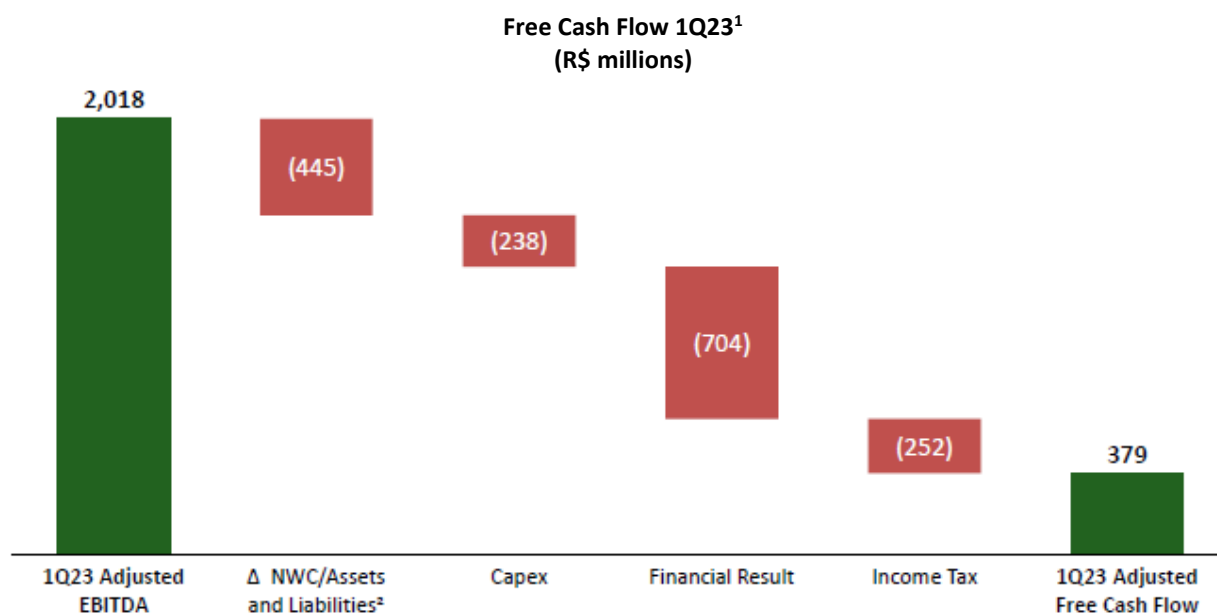 Free Cash Flow 1Q23¹
(R$ millions)
2,018
(445)
(238)
(704)
(252)
379
1Q23 Adjusted
EBITDA
Δ NWC/Assets
and Liabilities²
Capex
Financial Result
Income Tax
1Q23 Adjusted
Free Cash Flow